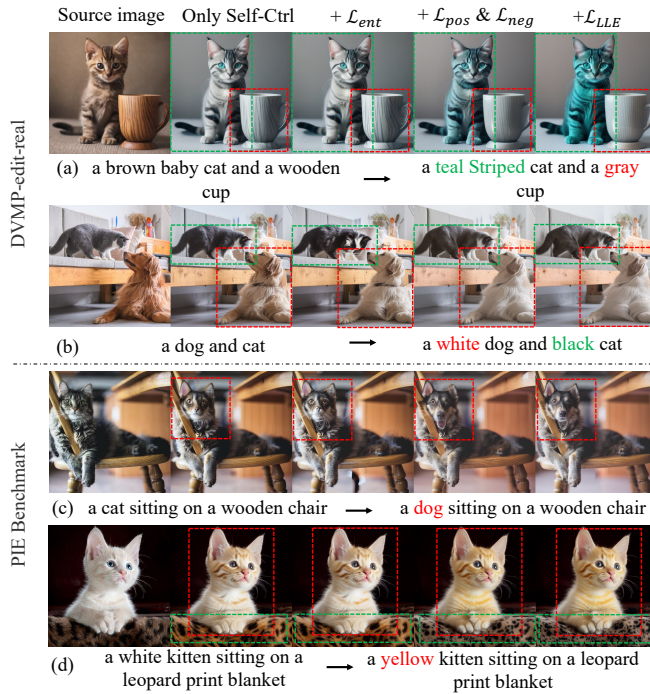 Source image
Only Self-Ctrl
+ ℒ_ent
+ ℒ_pos & ℒ_neg
+ℒ_LLE
DVMP-edit-real
(a)
a brown baby cat and a wooden
cup
a teal Striped cat and a gray
cup
(b)
a dog and cat
a white dog and black cat
PIE Benchmark
(c)
a cat sitting on a wooden chair
a dog sitting on a wooden chair
(d)
a white kitten sitting on a
leopard print blanket
a yellow kitten sitting on a leopard
print blanket